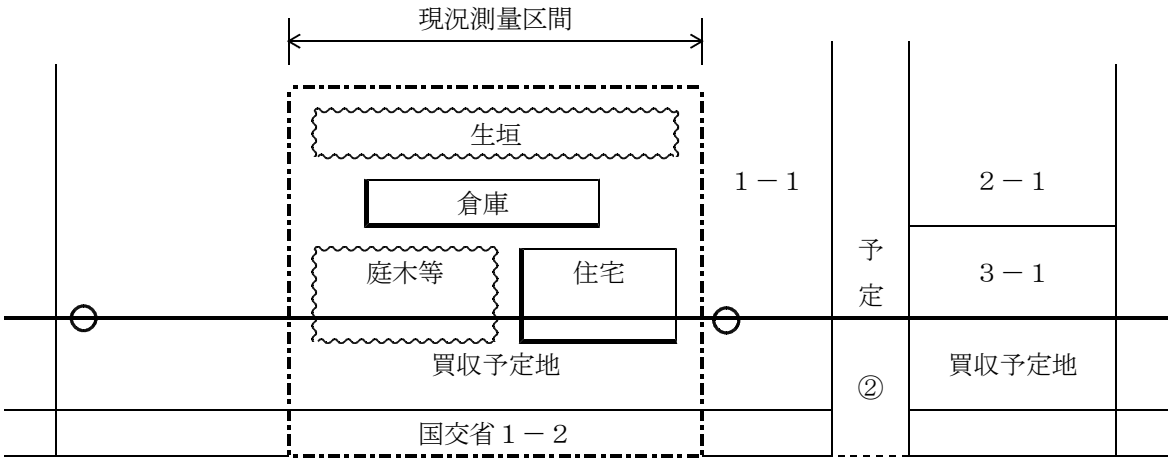 現況測量区間
生垣
倉庫
1－1
2－1
庭木等
住宅
予
定
3－1
買収予定地
②
買収予定地
国交省1－2